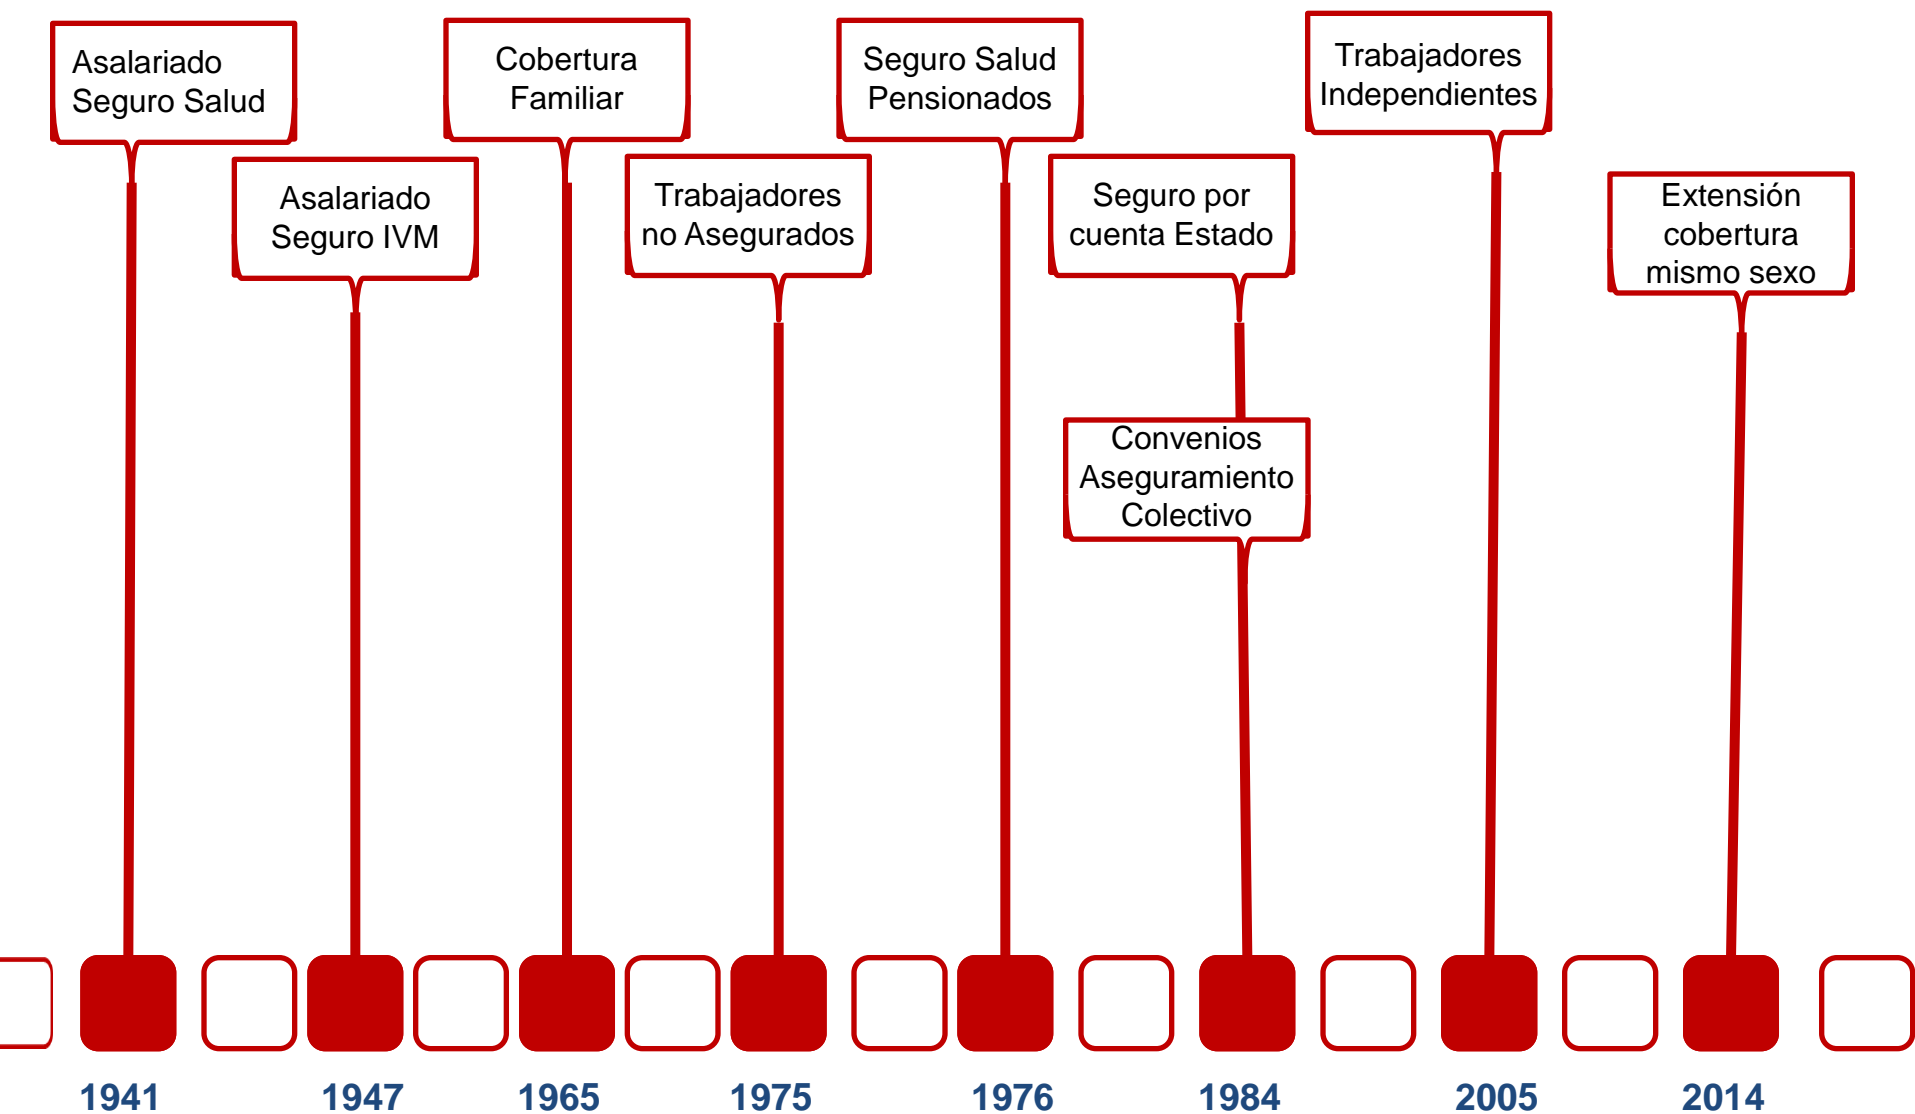 Asalariado
Seguro Salud
Asalariado
Seguro IVM
Cobertura
Familiar
Trabajadores
no Asegurados
Seguro Salud
Pensionados
Seguro por
cuenta Estado
Convenios
Aseguramiento
Colectivo
Trabajadores
Independientes
Extensión
cobertura
mismo sexo
1941
1947
1965
1975
1976
1984
2005
2014